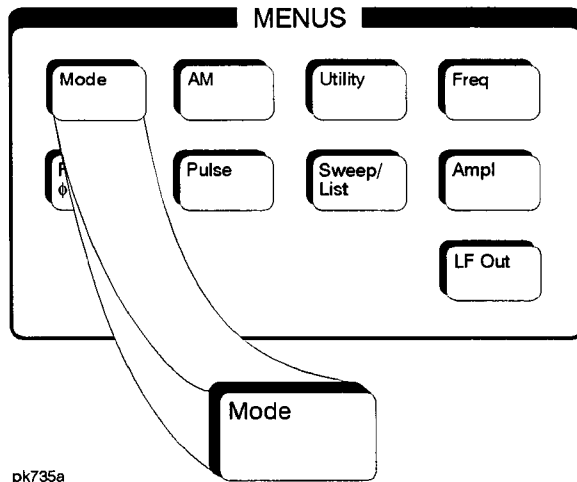 MENUS
Mode
AM
Utility
Freq
ϕ
Pulse
Sweep/
List
Ampl
LF Out
Mode
pk735a